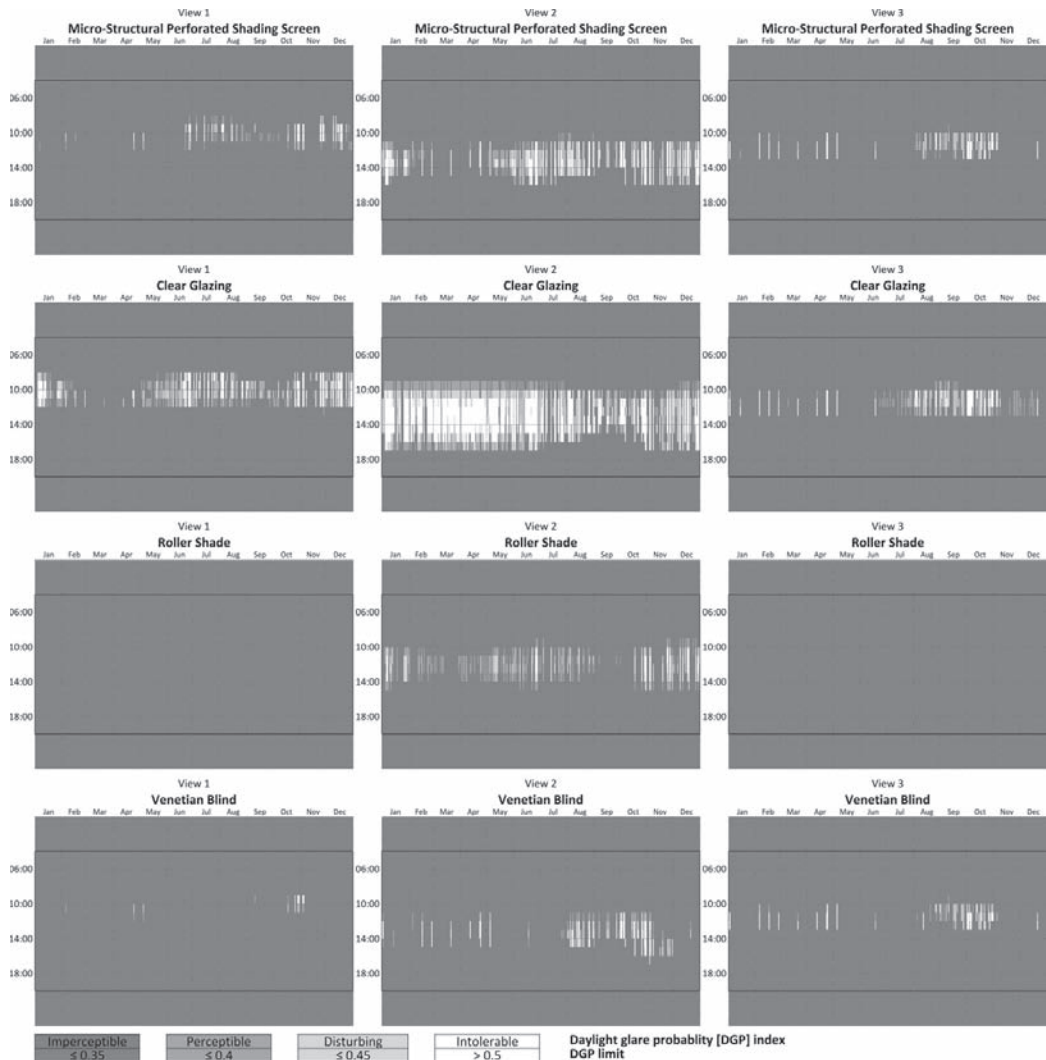 View 1
Micro-Structural Perforated Shading Screen
Jan Feb Mar Apr May Jun Jul Aug Sep Oct Nov Dec
06:00
10:00
14:00
18:00
View 2
Micro-Structural Perforated Shading Screen
Jan Feb Mar Apr May Jun Jul Aug Sep Oct Nov Dec
06:00
10:00
14:00
18:00
View 3
Micro-Structural Perforated Shading Screen
Jan Feb Mar Apr May Jun Jul Aug Sep Oct Nov Dec
06:00
10:00
14:00
18:00
View 1
Clear Glazing
Jan Feb Mar Apr May Jun Jul Aug Sep Oct Nov Dec
06:00
10:00
14:00
18:00
View 2
Clear Glazing
Jan Feb Mar Apr May Jun Jul Aug Sep Oct Nov Dec
06:00
10:00
14:00
18:00
View 3
Clear Glazing
Jan Feb Mar Apr May Jun Jul Aug Sep Oct Nov Dec
06:00
10:00
14:00
18:00
View 1
Roller Shade
Jan Feb Mar Apr May Jun Jul Aug Sep Oct Nov Dec
06:00
10:00
14:00
18:00
View 2
Roller Shade
Jan Feb Mar Apr May Jun Jul Aug Sep Oct Nov Dec
06:00
10:00
14:00
18:00
View 3
Roller Shade
Jan Feb Mar Apr May Jun Jul Aug Sep Oct Nov Dec
06:00
10:00
14:00
18:00
View 1
Venetian Blind
Jan Feb Mar Apr May Jun Jul Aug Sep Oct Nov Dec
06:00
10:00
14:00
18:00
View 2
Venetian Blind
Jan Feb Mar Apr May Jun Jul Aug Sep Oct Nov Dec
06:00
10:00
14:00
18:00
View 3
Venetian Blind
Jan Feb Mar Apr May Jun Jul Aug Sep Oct Nov Dec
06:00
10:00
14:00
18:00
Imperceptible Perceptible Disturbing Intolerable Daylight glare probablity [DGP] index
≤ 0.35 ≤ 0.4 ≤ 0.45 > 0.5 DGP limit